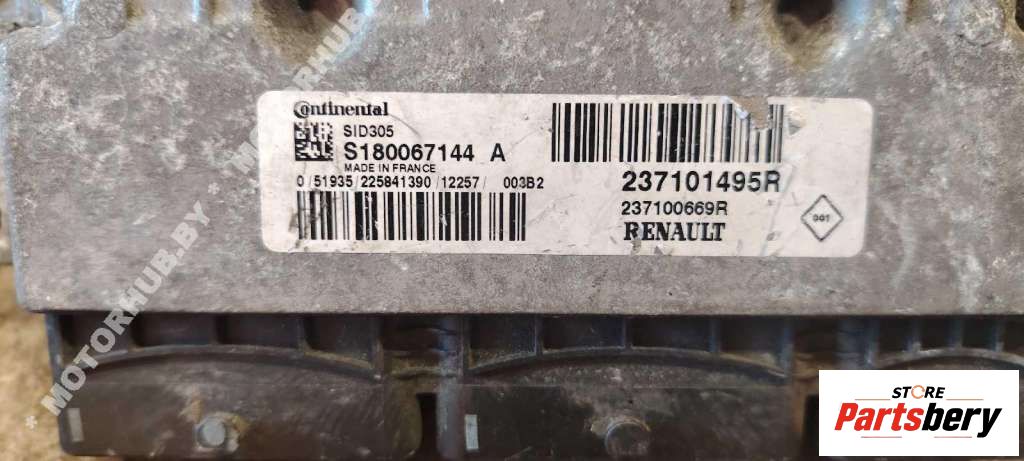 Continental
SID305
S180067144 A
MADE IN FRANCE
0 /51935/225841390/12257/ 003B2
237101495R
237100669R
RENAULT
001
* MOTORHUB.BY *
MOTORHUB
STORE
Partsbery